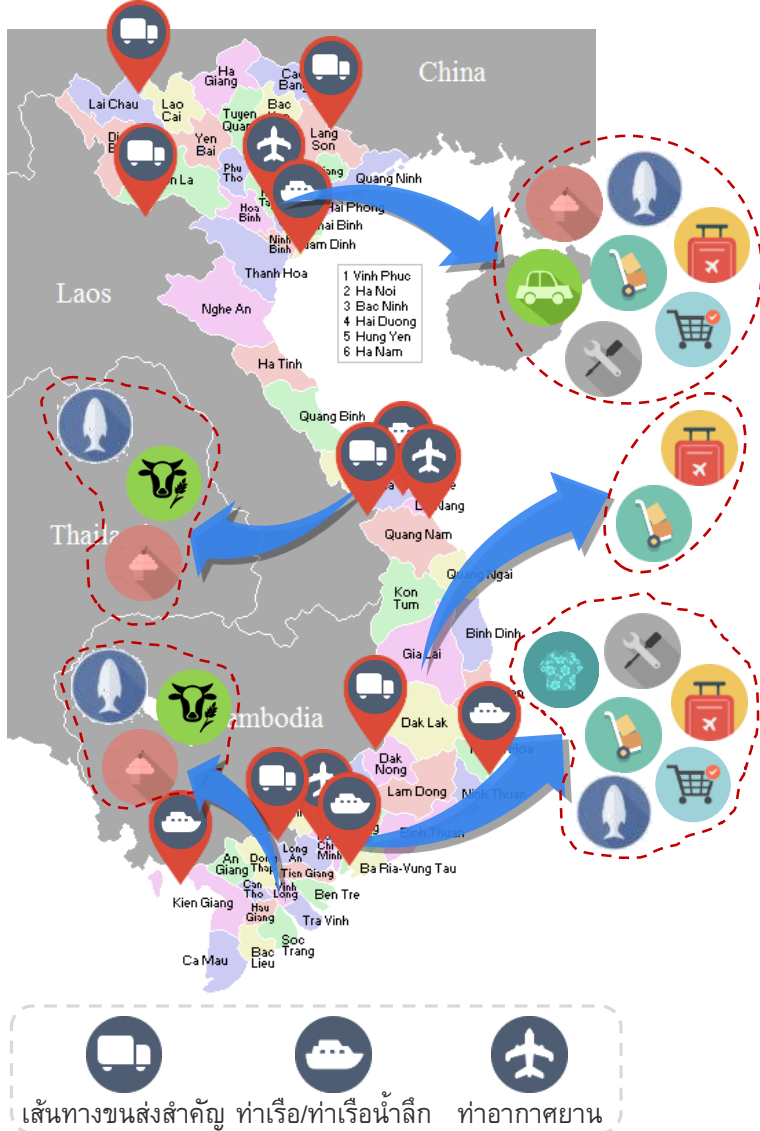 China
Ha
Giang
Cao
Bang
Lai Chau
Lao
Cai
Tuyen
Quang
Bac
Lang
Son
Yen
Bai
Phu
Tho
Quang Ninh
Hoa
Binh
Hai Phong
Thai Binh
Ninh
Binh
Nam Dinh
Thanh Hoa
Laos
1 Vinh Phuc
2 Ha Noi
3 Bac Ninh
4 Hai Duong
5 Hung Yen
6 Ha Nam
Nghe An
Ha Tinh
Quang Binh
Thailand
Da Nang
Quang Nam
Quang Ngai
Kon
Tum
Binh Dinh
Gia Lai
Cambodia
Dak Lak
Dak
Nong
Lam Dong
Ninh Thuan
Binh Thuan
Long
An
Chi
Minh
An
Giang
Dong
Thap
Tien Giang
Ba Ria-Vung Tau
Can
Tho
Vinh
Long
Ben Tre
Kien Giang
Hau
Giang
Tra Vinh
Soc
Trang
Ca Mau
Bac
Lieu
เส้นทางขนส่งสำคัญ ท่าเรือ/ท่าเรือน้ำลึก ท่าอากาศยาน